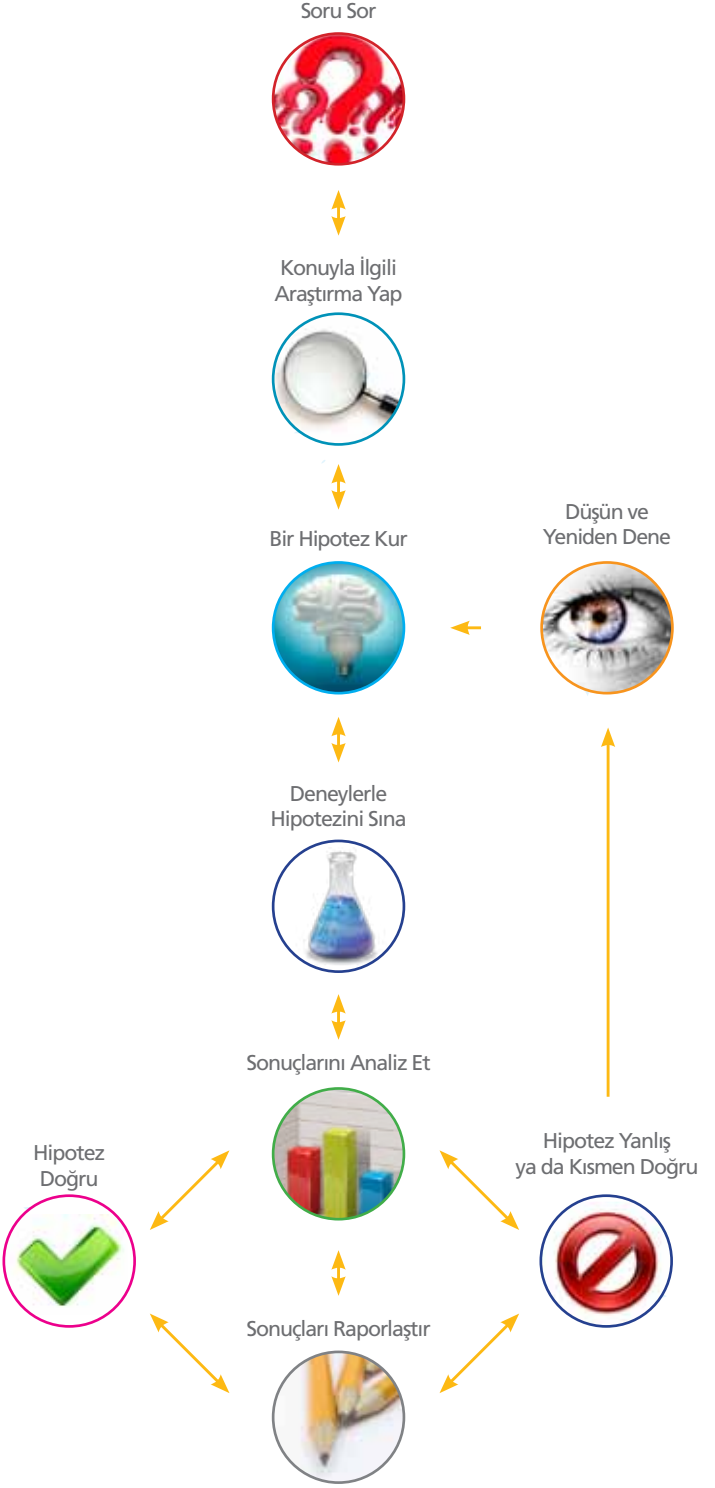 Soru Sor
Konuyla İlgili
Araştırma Yap
Bir Hipotez Kur
Düşün ve
Yeniden Dene
Deneylerle
Hipotezini Sına
Sonuçlarını Analiz Et
Hipotez
Doğru
Hipotez Yanlış
ya da Kısmen Doğru
Sonuçları Raporlaştır